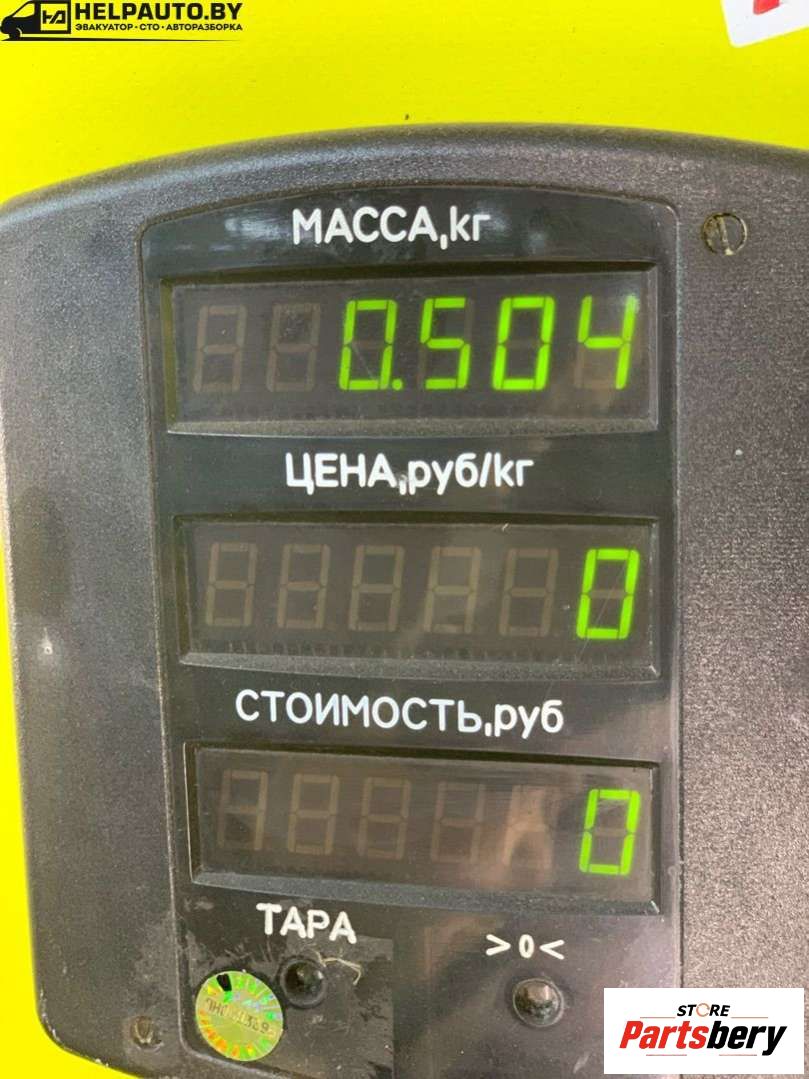 HELPAUTO.BY
ЭВАКУАТОР·СТО·АВТОРАЗБОРКА
МАССА,кг
0.504
ЦЕНА,руб/кг
0
СТОИМОСТЬ,руб
0
ТАРА
>0<
STORE
Partsbery